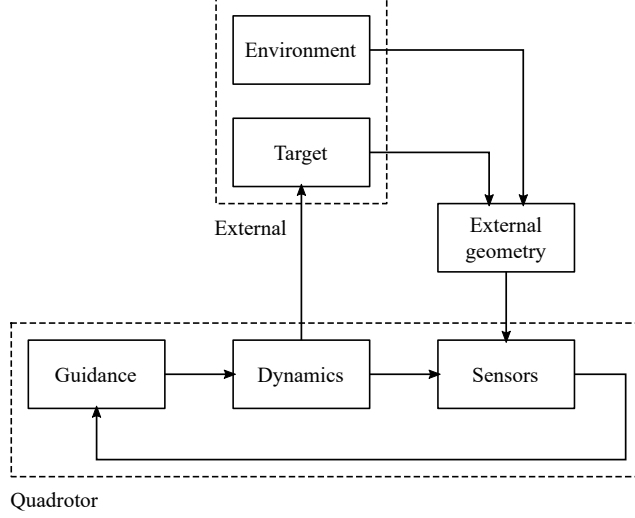 Environment
Target
External
External
geometry
Guidance
Dynamics
Sensors
Quadrotor